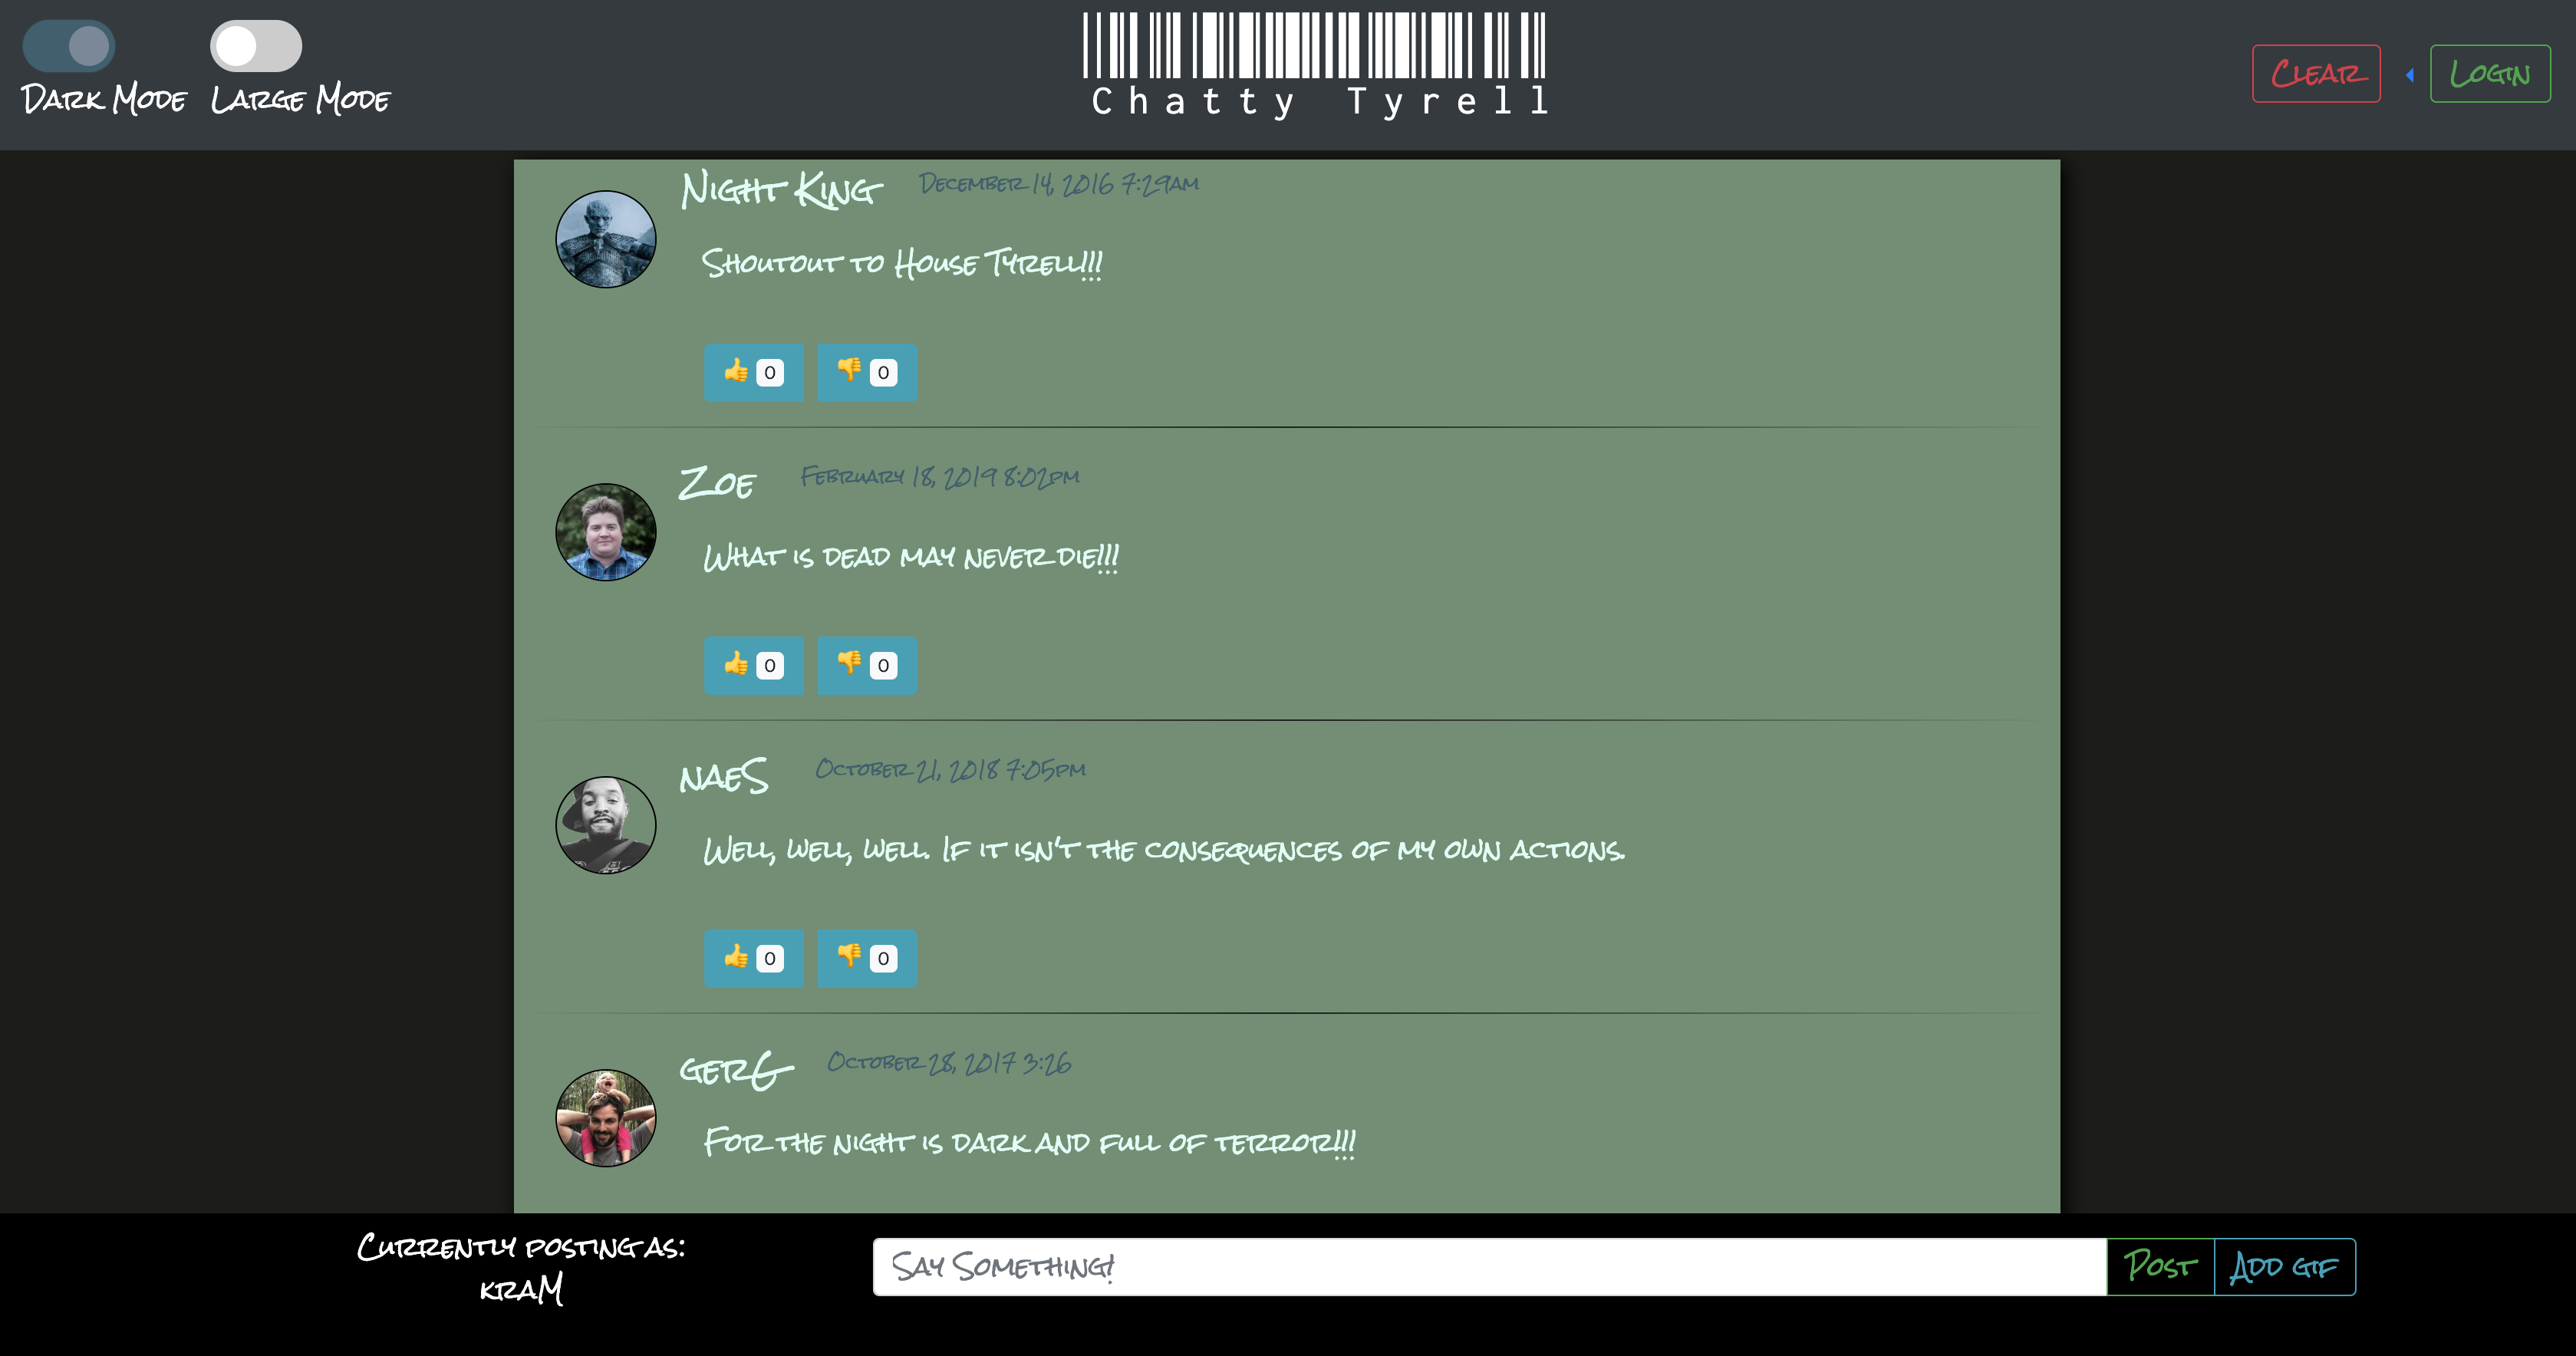 Dark Mode
Large Mode
Chatty Tyrell
Clear
Login
Night King
December 14, 2016 7:29am
Shoutout to House Tyrell!!!
👍 0
👎 0
Zoe
February 18, 2019 8:02pm
What is dead may never die!!!
👍 0
👎 0
naeS
October 21, 2018 7:05pm
Well, well, well. If it isn't the consequences of my own actions.
👍 0
👎 0
gerG
October 28, 2017 3:26
For the night is dark and full of terror!!!
Currently posting as:
kraM
Say Something!
Post
Add gif